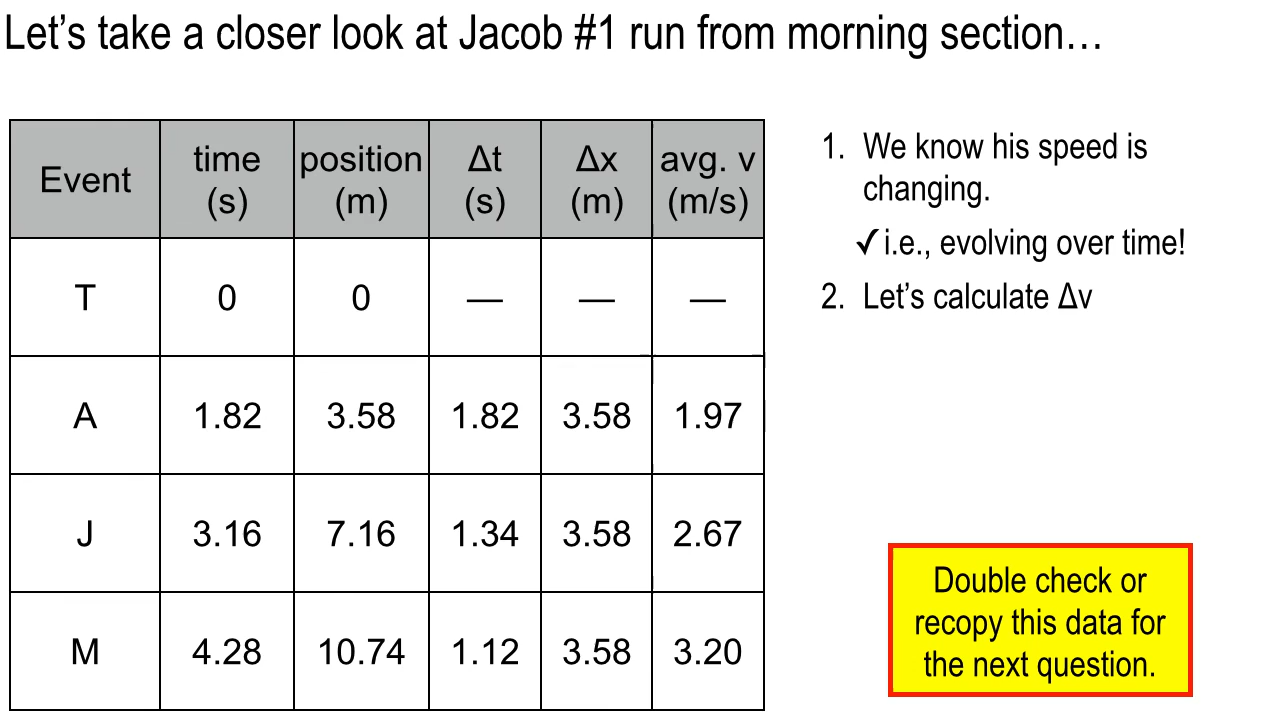 Let’s take a closer look at Jacob #1 run from morning section…
Event time (s) position (m) Δt (s) Δx (m) avg. v (m/s)
T 0 0 — — —
A 1.82 3.58 1.82 3.58 1.97
J 3.16 7.16 1.34 3.58 2.67
M 4.28 10.74 1.12 3.58 3.20
1. We know his speed is
changing.
✓i.e., evolving over time!
2. Let’s calculate Δv
Double check or
recopy this data for
the next question.